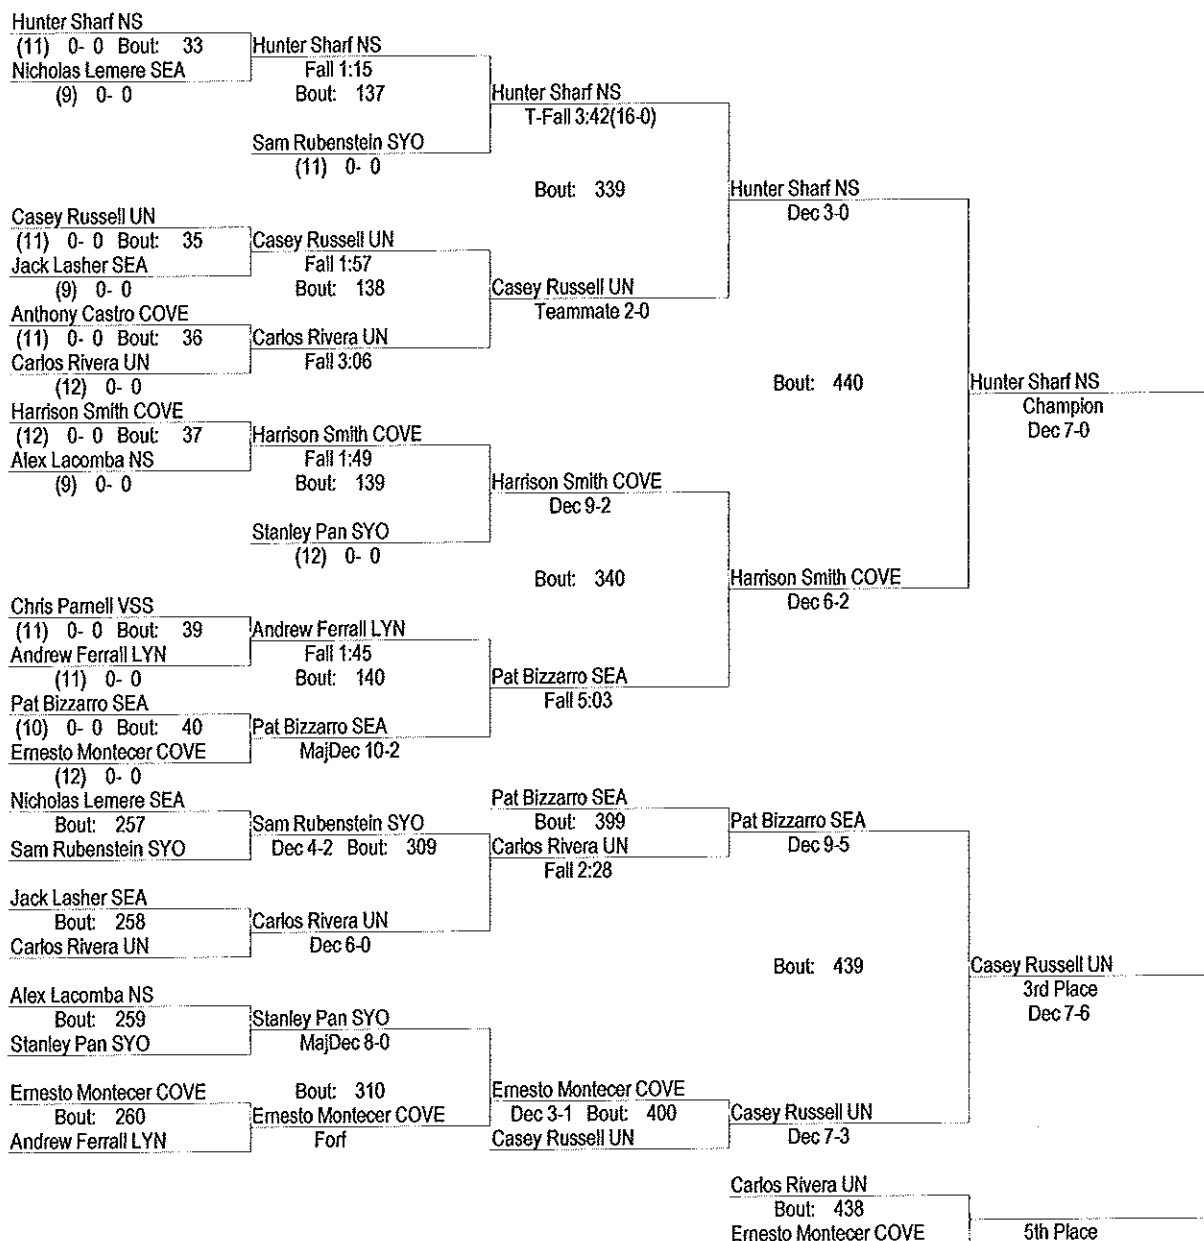 Hunter Sharf NS
(11) 0- 0 Bout: 33
Nicholas Lemere SEA
(9) 0- 0
Hunter Sharf NS
Fall 1:15
Bout: 137
Sam Rubenstein SYO
(11) 0- 0
Hunter Sharf NS
T-Fall 3:42(16-0)
Bout: 339
Casey Russell UN
(11) 0- 0 Bout: 35
Jack Lasher SEA
(9) 0- 0
Anthony Castro COVE
(11) 0- 0 Bout: 36
Carlos Rivera UN
(12) 0- 0
Casey Russell UN
Fall 1:57
Bout: 138
Carlos Rivera UN
Fall 3:06
Casey Russell UN
Teammate 2-0
Hunter Sharf NS
Dec 3-0
Bout: 440
Hunter Sharf NS
Champion
Dec 7-0
Harrison Smith COVE
(12) 0- 0 Bout: 37
Alex Lacomba NS
(9) 0- 0
Harrison Smith COVE
Fall 1:49
Bout: 139
Stanley Pan SYO
(12) 0- 0
Harrison Smith COVE
Dec 9-2
Bout: 340
Harrison Smith COVE
Dec 6-2
Chris Parnell VSS
(11) 0- 0 Bout: 39
Andrew Ferrall LYN
(11) 0- 0
Pat Bizzarro SEA
(10) 0- 0 Bout: 40
Ernesto Montecer COVE
(12) 0- 0
Andrew Ferrall LYN
Fall 1:45
Bout: 140
Pat Bizzarro SEA
MajDec 10-2
Pat Bizzarro SEA
Fall 5:03
Nicholas Lemere SEA
Bout: 257
Sam Rubenstein SYO
Sam Rubenstein SYO
Dec 4-2 Bout: 309
Jack Lasher SEA
Bout: 258
Carlos Rivera UN
Carlos Rivera UN
Dec 6-0
Pat Bizzarro SEA
Bout: 399
Carlos Rivera UN
Fall 2:28
Pat Bizzarro SEA
Dec 9-5
Bout: 439
Casey Russell UN
3rd Place
Dec 7-6
Alex Lacomba NS
Bout: 259
Stanley Pan SYO
Stanley Pan SYO
MajDec 8-0
Bout: 310
Ernesto Montecer COVE
Bout: 260
Andrew Ferrall LYN
Ernesto Montecer COVE
Forf
Ernesto Montecer COVE
Dec 3-1 Bout: 400
Casey Russell UN
Casey Russell UN
Dec 7-3
Carlos Rivera UN
Bout: 438
Ernesto Montecer COVE
5th Place